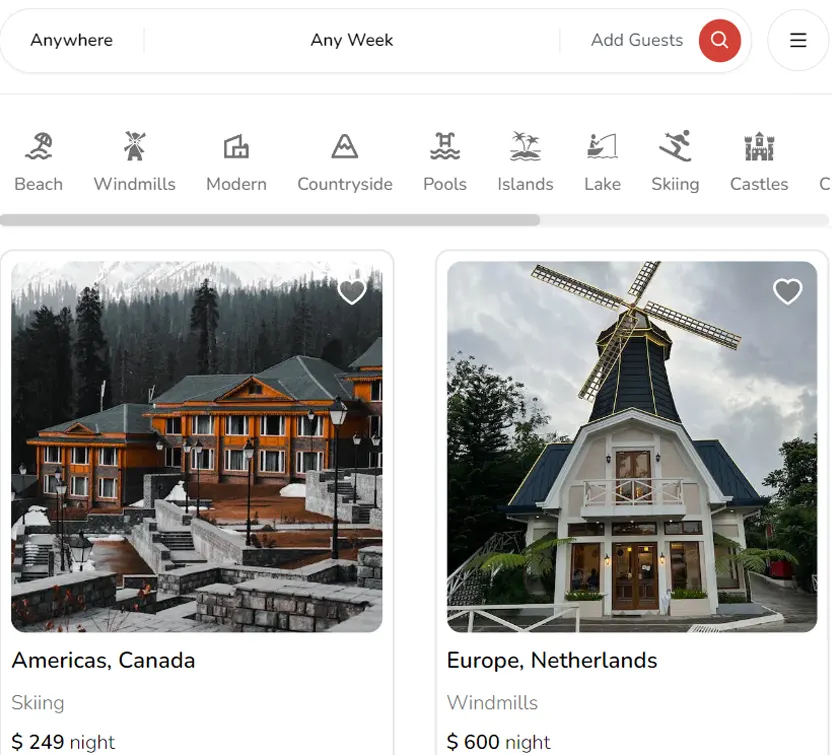 Anywhere Any Week Add Guests
Beach Windmills Modern Countryside Pools Islands Lake Skiing Castles C
Americas, Canada
Skiing
$ 249 night
Europe, Netherlands
Windmills
$ 600 night